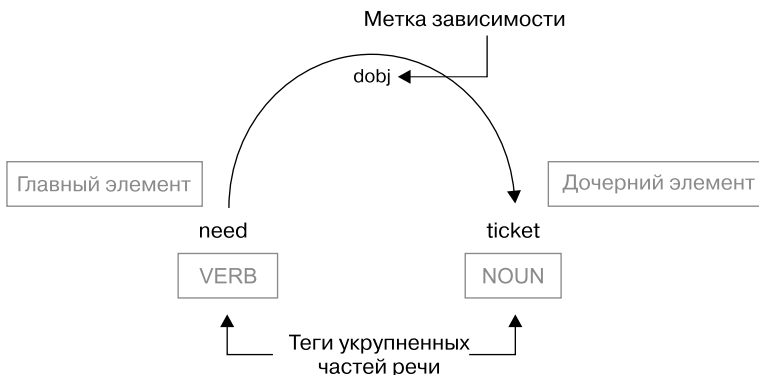 Метка зависимости
dobj
Главный элемент
Дочерний элемент
need
ticket
VERB
NOUN
Теги укрупненных
частей речи